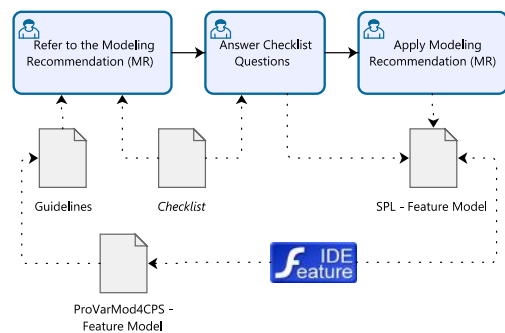 Refer to the Modeling
Recommendation (MR)
Answer Checklist
Questions
Apply Modeling
Recommendation (MR)
Guidelines
Checklist
SPL - Feature Model
IDE
Feature
ProVarMod4CPS -
Feature Model